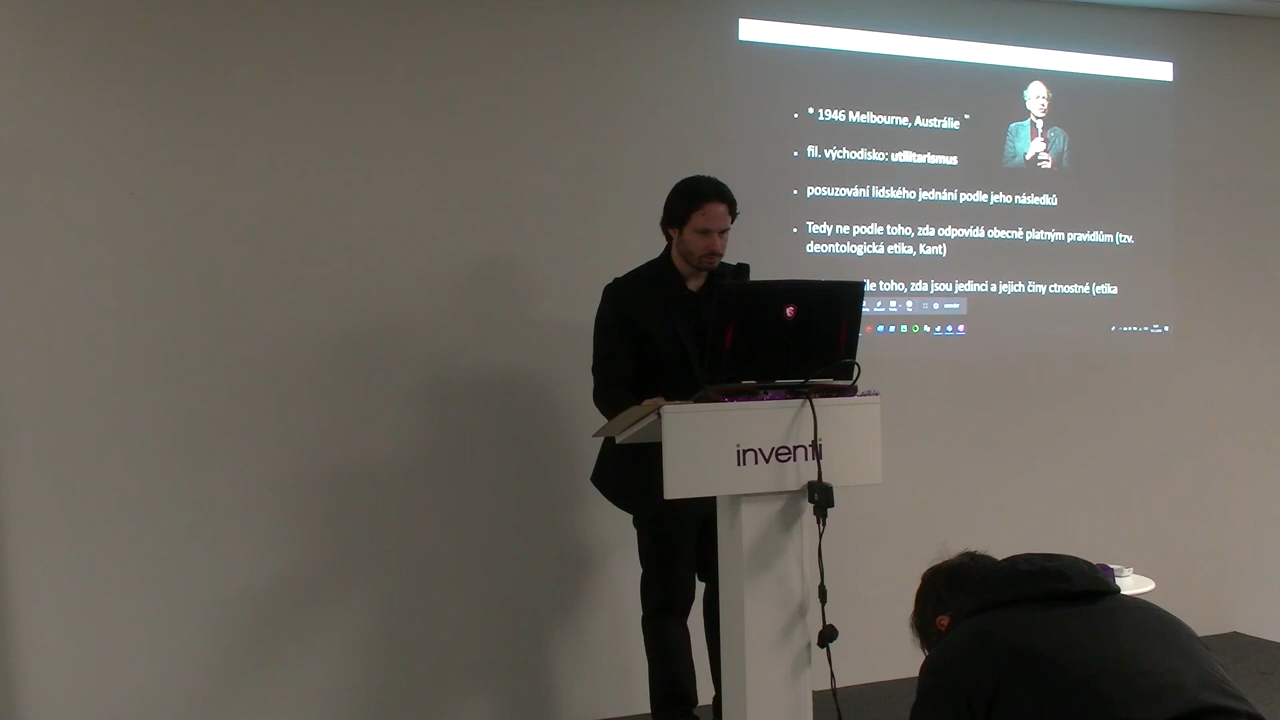 * 1946 Melbourne, Austrálie
fil. východisko: utilitarismus
posuzování lidského jednání podle jeho následků
Tedy ne podle toho, zda odpovídá obecně platným pravidlům (tzv.
deontologická etika, Kant)
toho, zda jsou jedinci a jejich činy ctnostné (etika
inventi